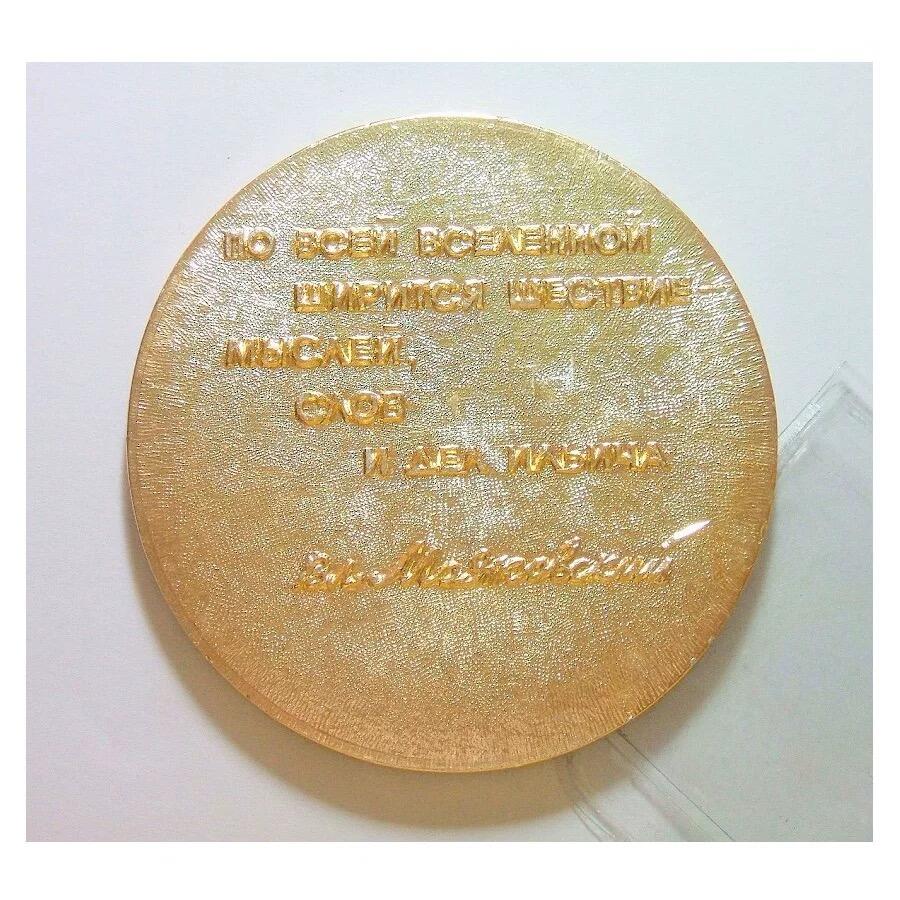 ПО ВСЕЙ ВСЕЛЕННОЙ
ШИРИТСЯ ШЕСТВИЕ–
МЫСЛЕЙ,
СЛОВ
И ДЕЛ ИЛЬИЧА
Вл. Маяковский